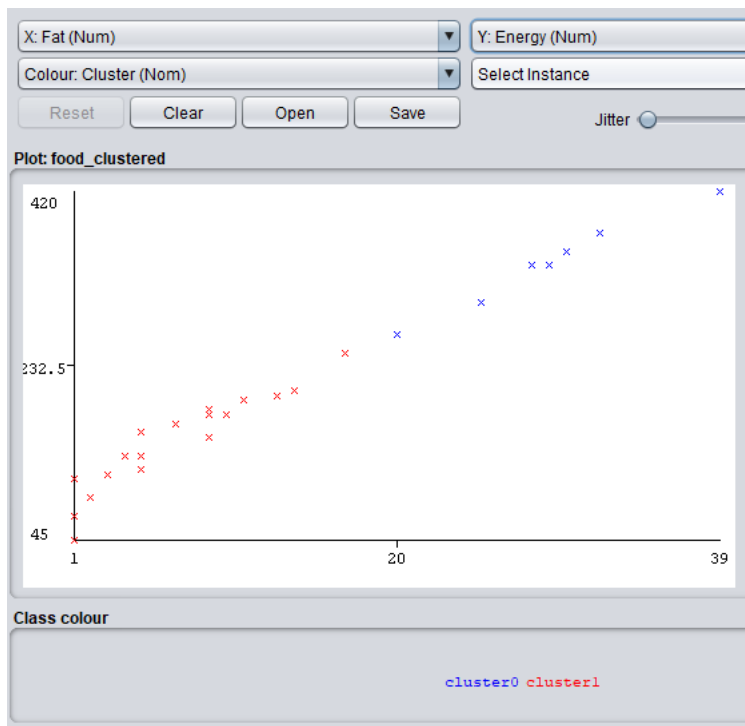 X: Fat (Num) Y: Energy (Num)
Colour: Cluster (Nom) Select Instance
Reset Clear Open Save Jitter
Plot: food_clustered
420
232.5
45
1 20 39
Class colour
cluster0 cluster1